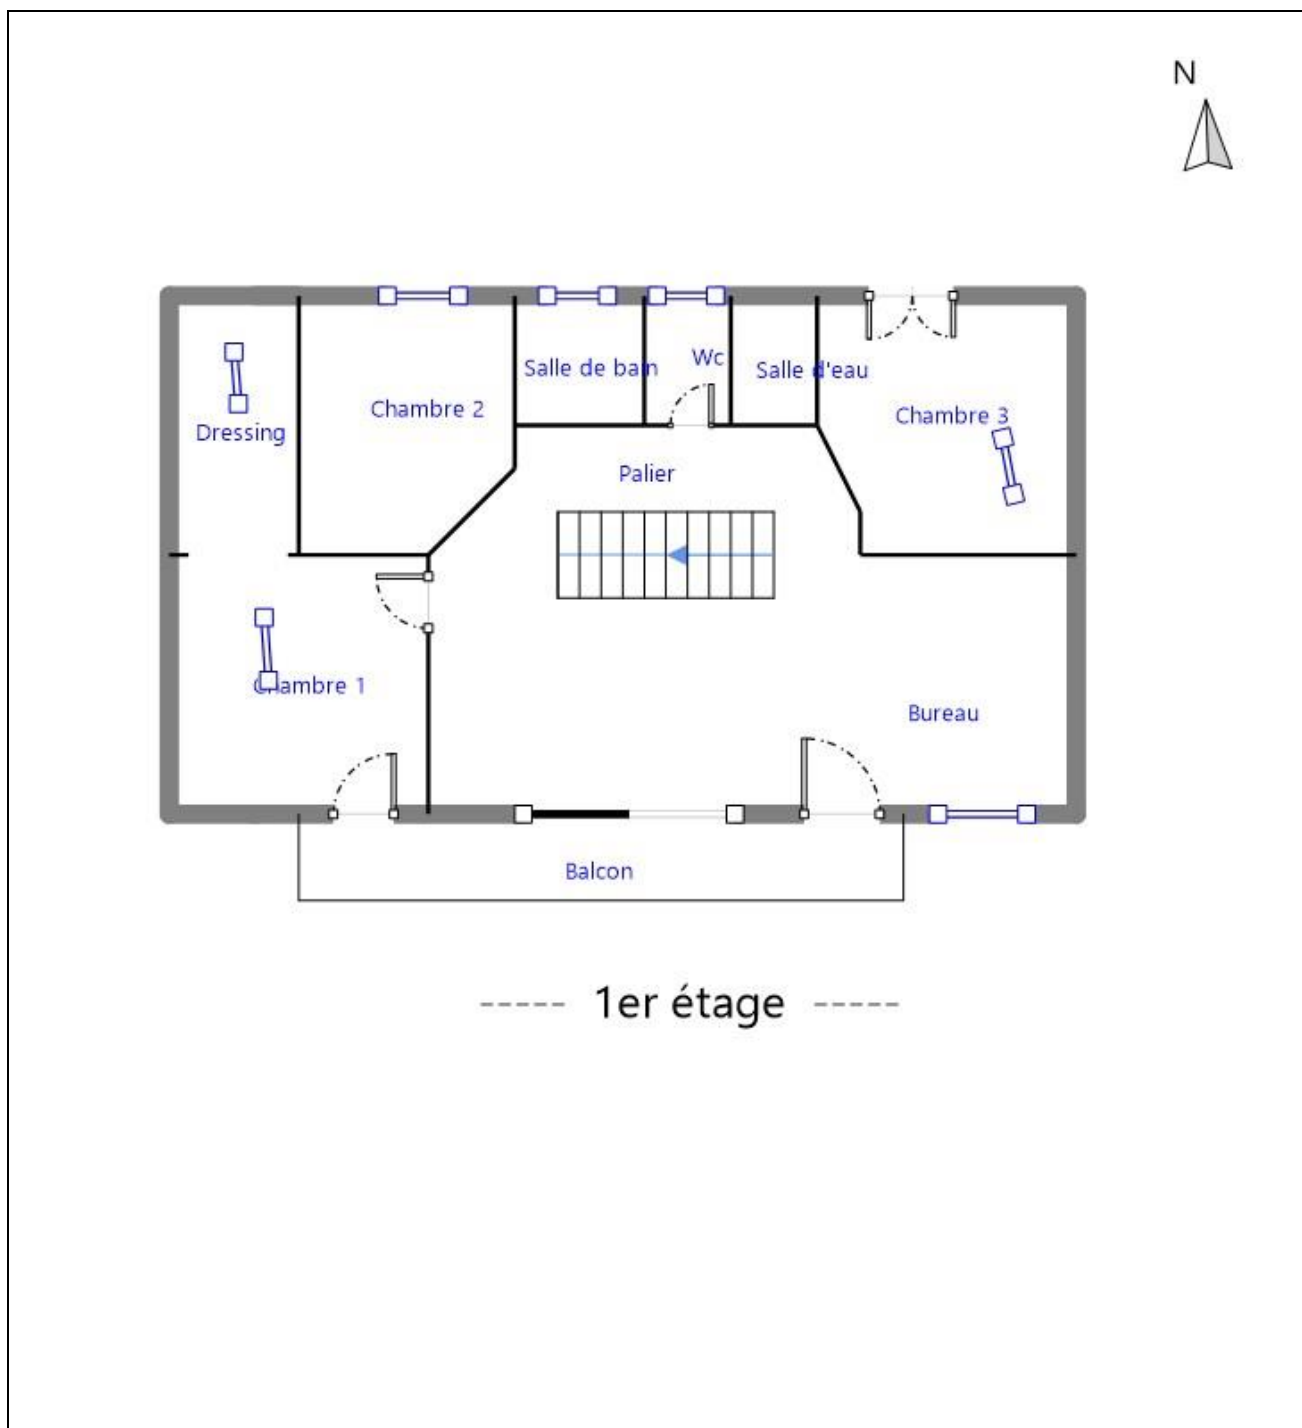 N
Salle de bain
Wc
Salle d'eau
Chambre 2
Chambre 3
Dressing
Palier
Chambre 1
Bureau
Balcon
1er étage